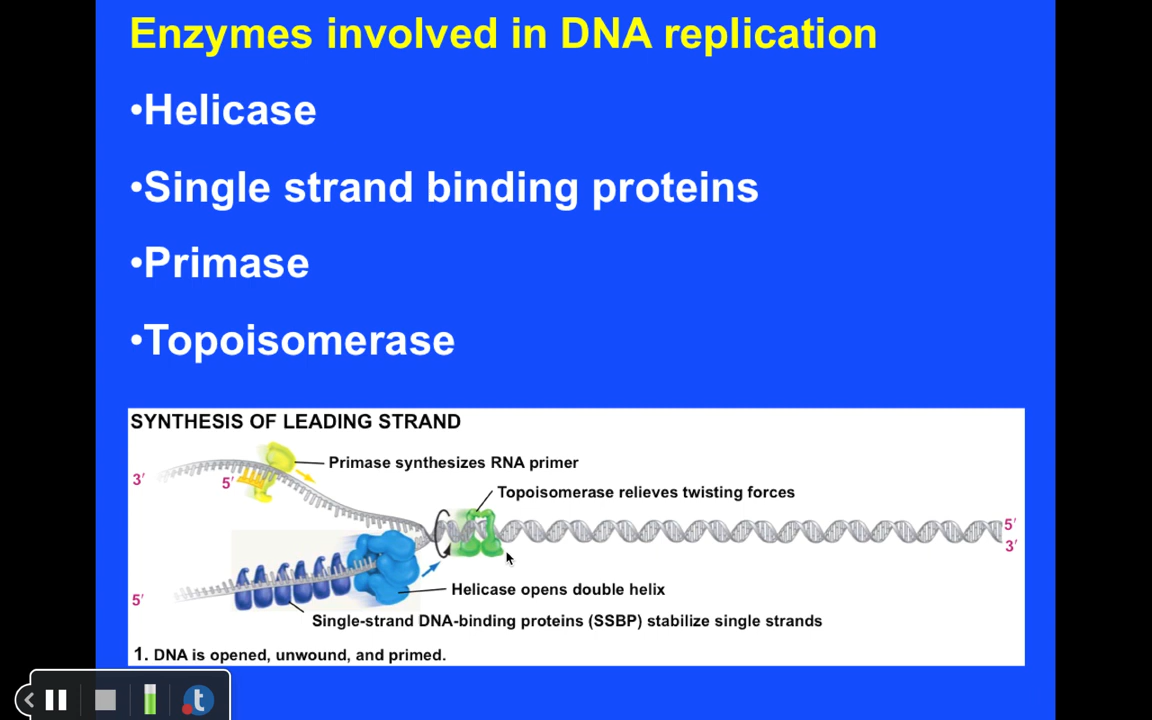 Enzymes involved in DNA replication
•Helicase
•Single strand binding proteins
•Primase
•Topoisomerase
SYNTHESIS OF LEADING STRAND
Primase synthesizes RNA primer
3′
5′
Topoisomerase relieves twisting forces
5′
3′
Helicase opens double helix
5′
Single-strand DNA-binding proteins (SSBP) stabilize single strands
1. DNA is opened, unwound, and primed.
t